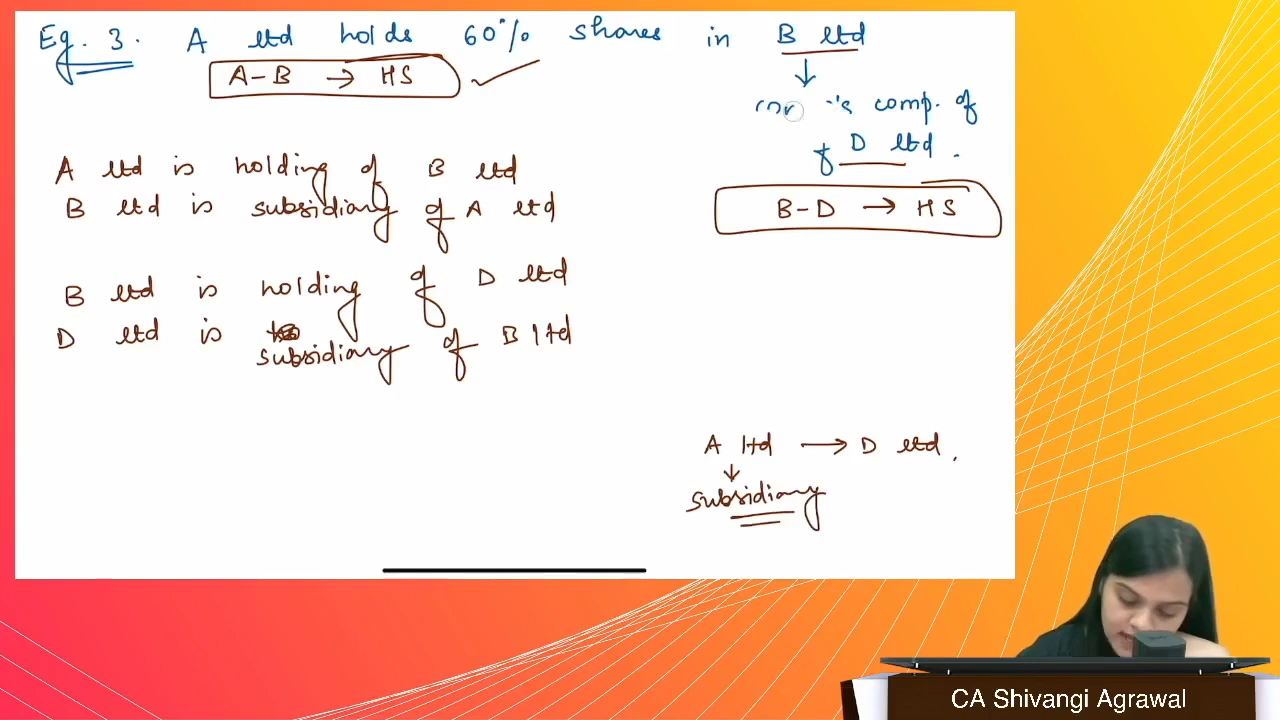 Eg. 3. A ltd holds 60% shares in B ltd
A-B → HS
↓
comp. of
of D ltd.
B-D → HS
A ltd is holding of B ltd
B ltd is subsidiary of A ltd
B ltd is holding of D ltd
D ltd is
subsidiary of B ltd
A ltd → D ltd.
↓
subsidiary
CA Shivangi Agrawal